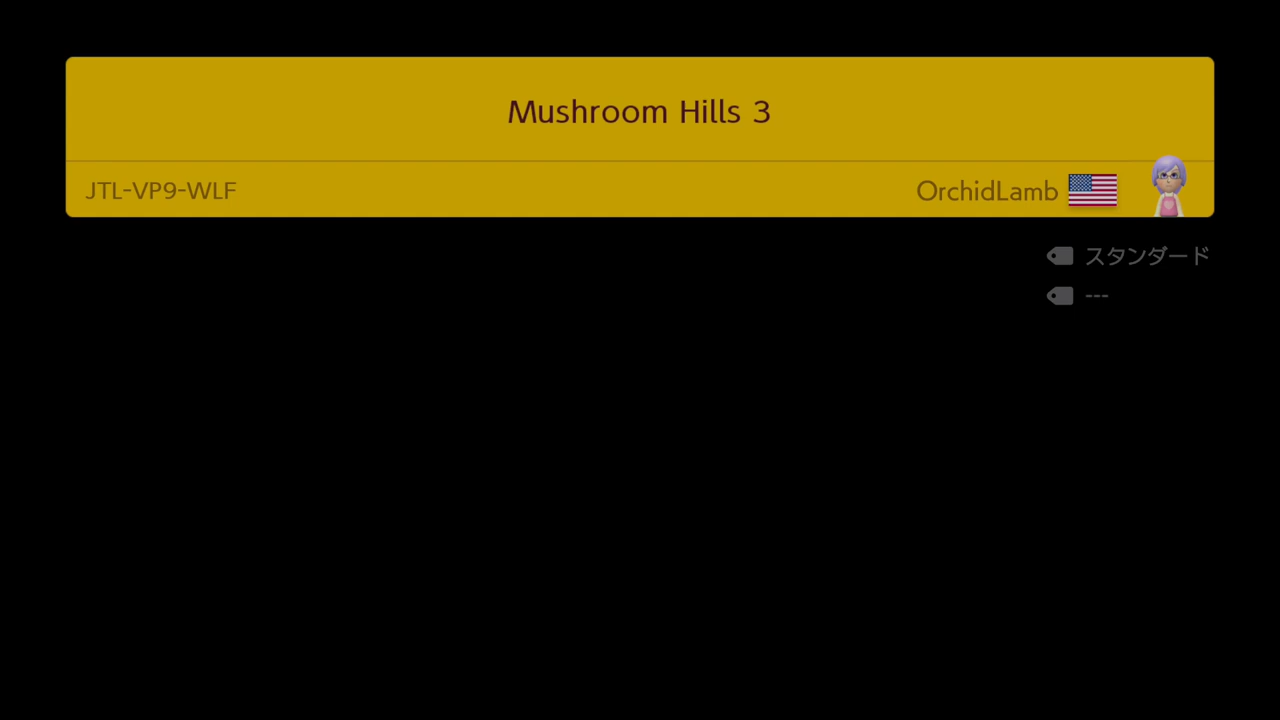 Mushroom Hills 3
JTL-VP9-WLF
OrchidLamb
スタンダード
---